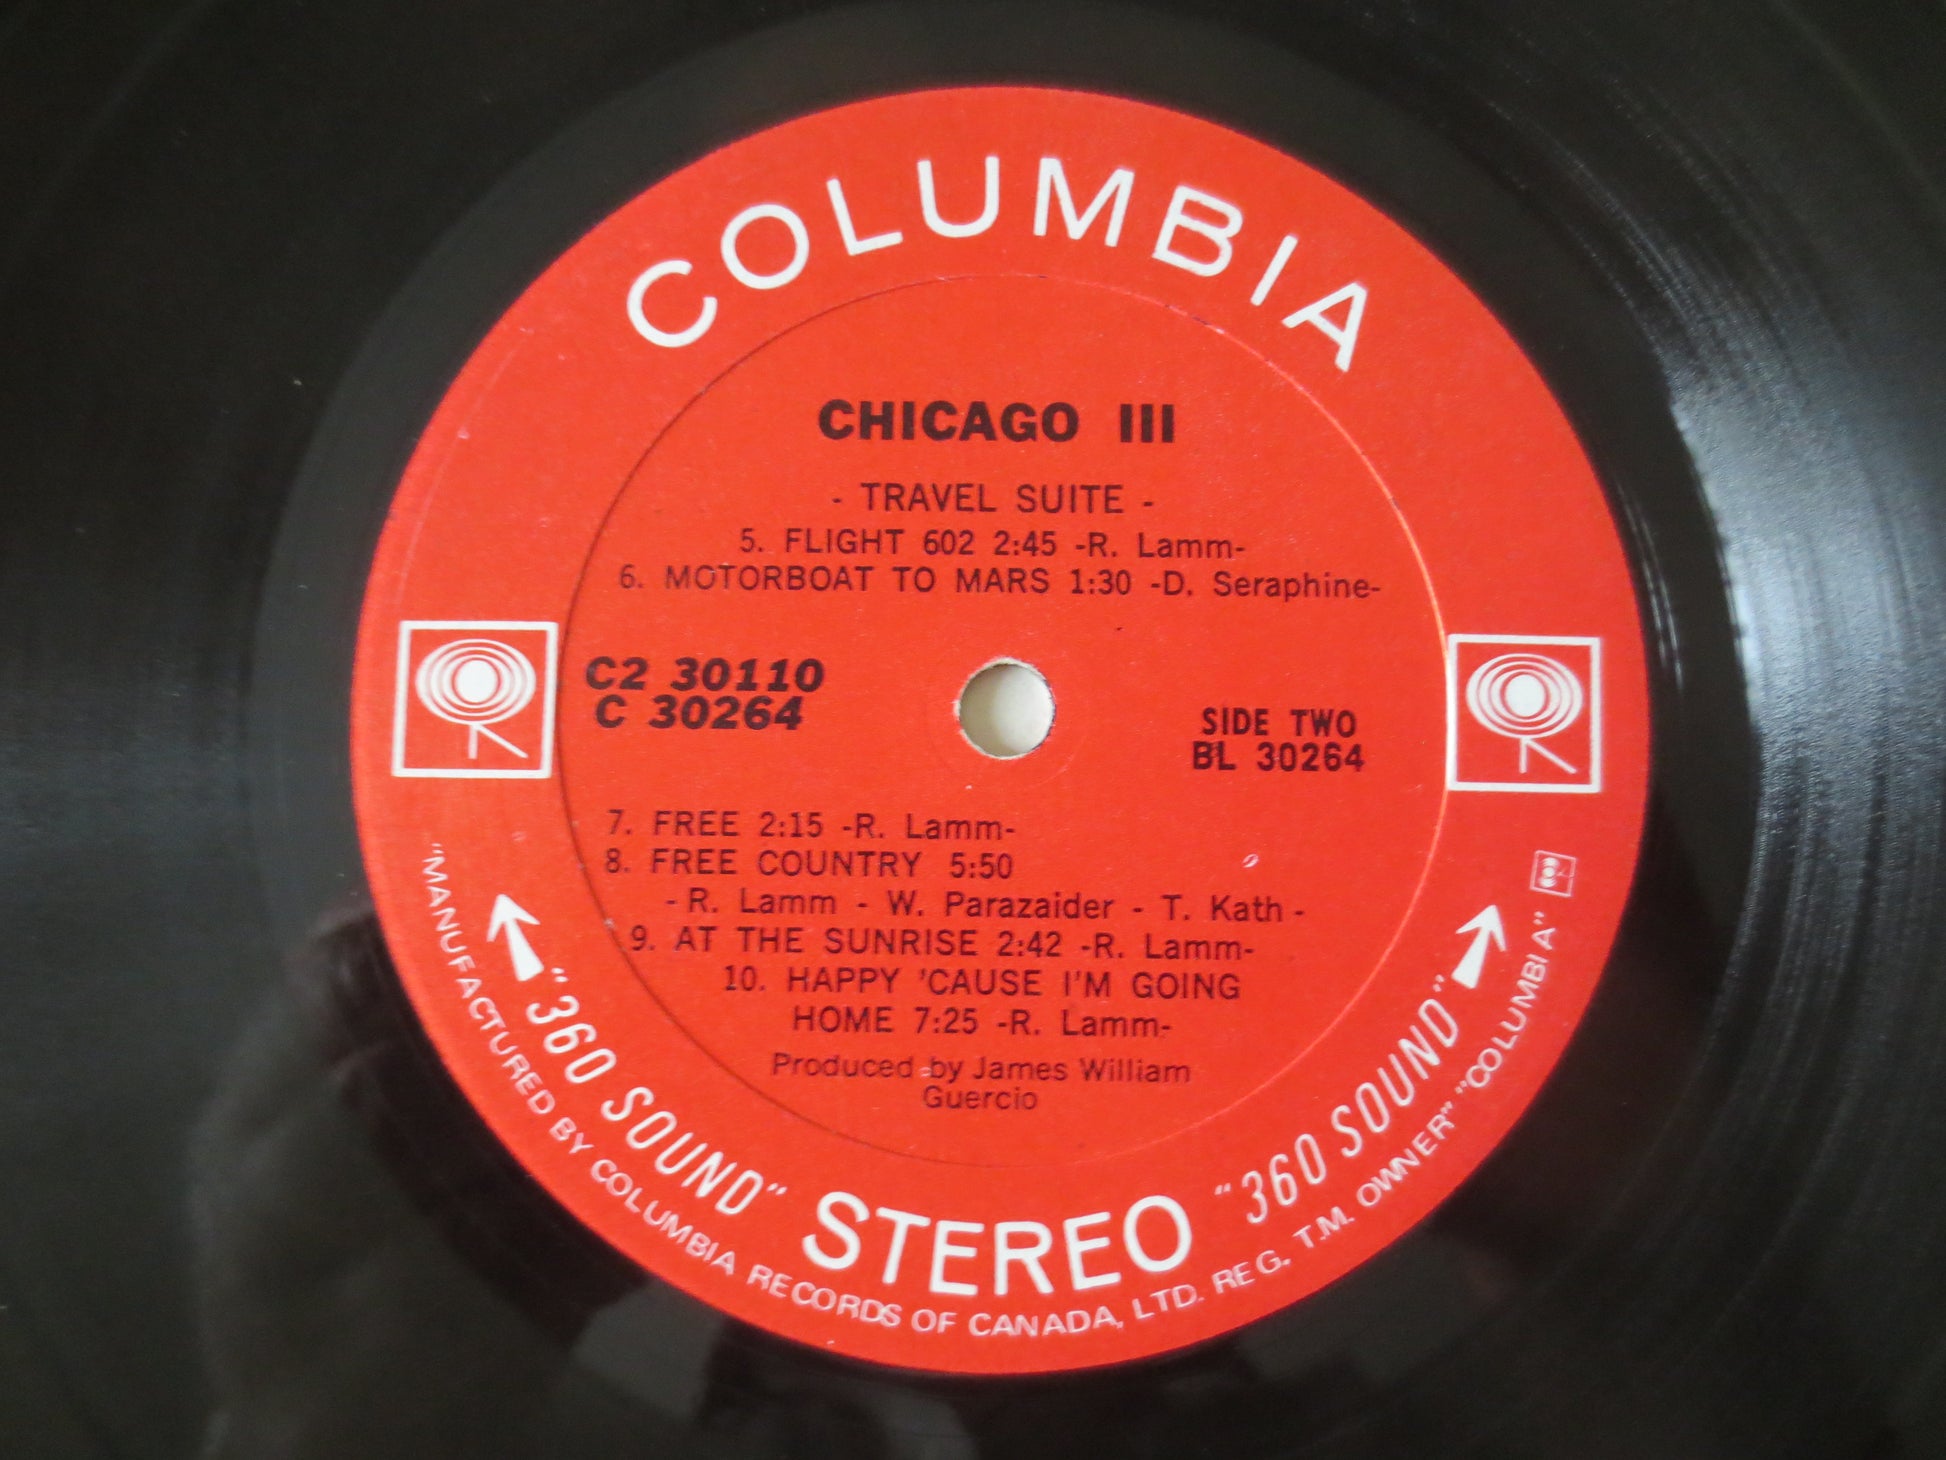 COLUMBIA
CHICAGO III
- TRAVEL SUITE -
5. FLIGHT 602 2:45 -R. Lamm-
6. MOTORBOAT TO MARS 1:30 -D. Seraphine-
C2 30110
C 30264
SIDE TWO
BL 30264
7. FREE 2:15 -R. Lamm-
8. FREE COUNTRY 5:50
- R. Lamm - W. Parazaider - T. Kath -
9. AT THE SUNRISE 2:42 -R. Lamm-
10. HAPPY 'CAUSE I'M GOING
HOME 7:25 -R. Lamm-
Produced by James William
Guercio
"360 SOUND" STEREO "360 SOUND"
"MANUFACTURED BY COLUMBIA RECORDS OF CANADA, LTD. REG. T.M. OWNER" "COLUMBIA"